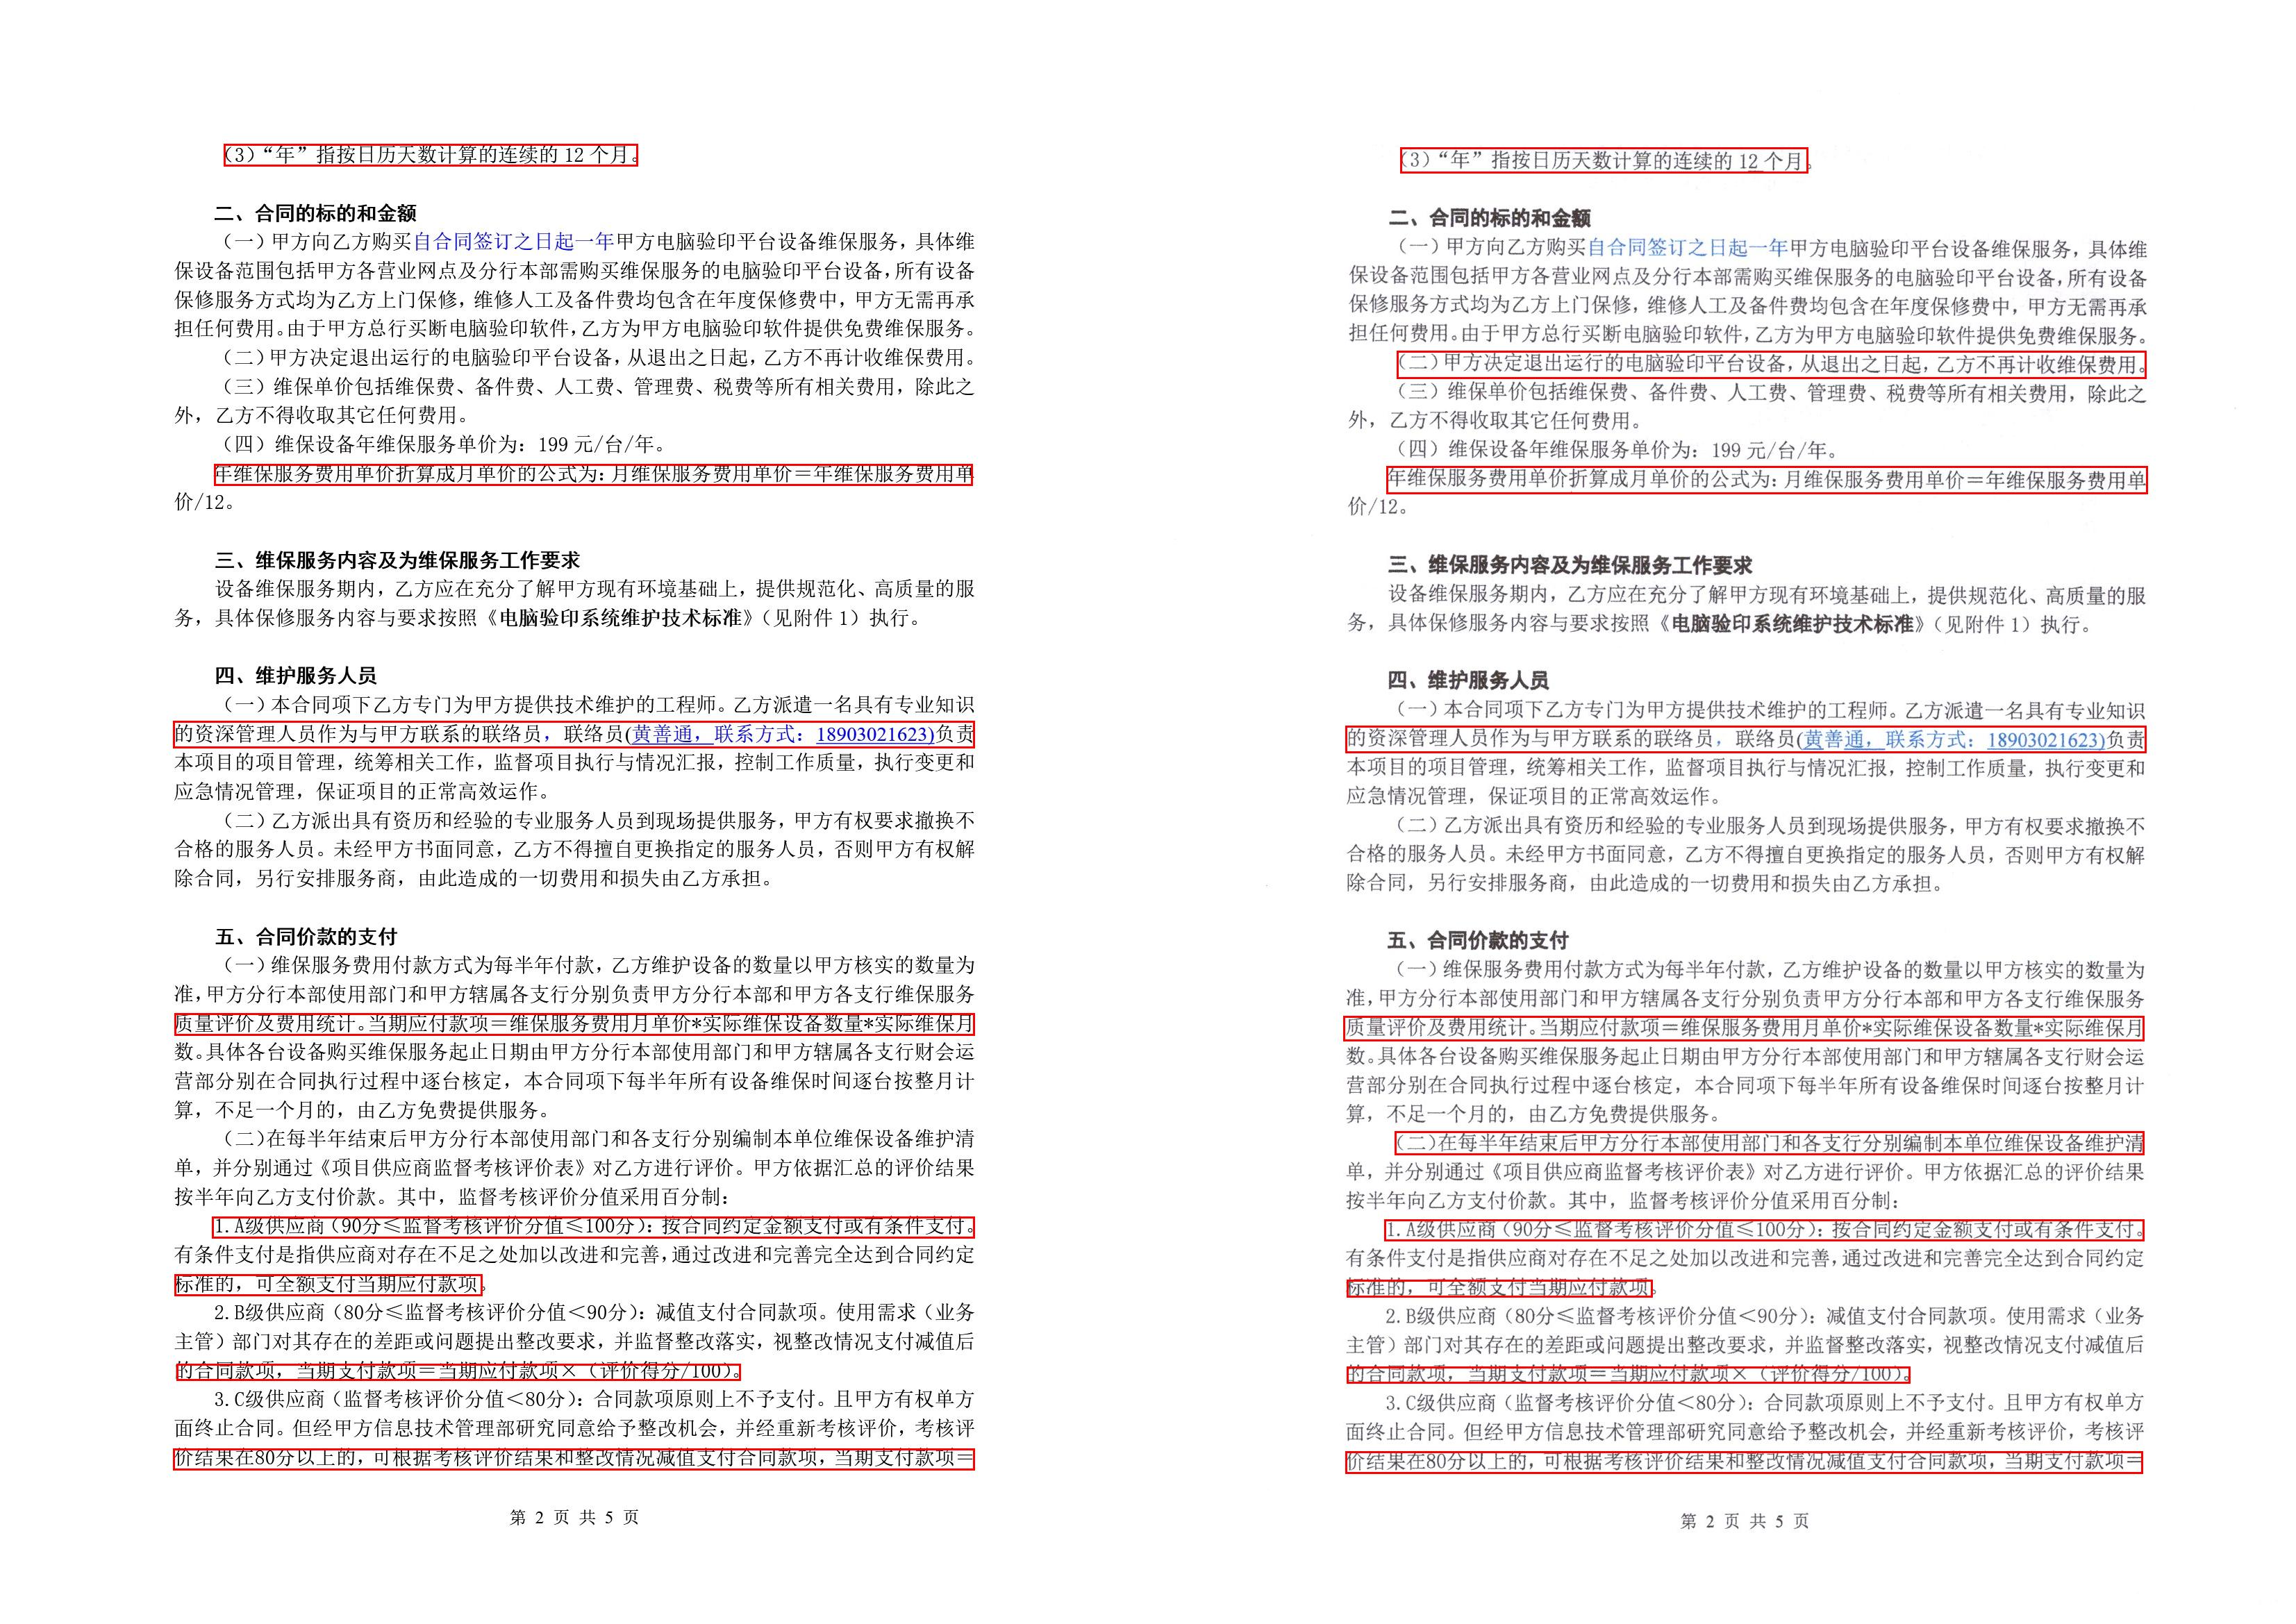 （3）“年”指按日历天数计算的连续的 12 个月。
二、合同的标的和金额
（一）甲方向乙方购买自合同签订之日起一年甲方电脑验印平台设备维保服务，具体维
保设备范围包括甲方各营业网点及分行本部需购买维保服务的电脑验印平台设备，所有设备
保修服务方式均为乙方上门保修，维修人工及备件费均包含在年度保修费中，甲方无需再承
担任何费用。由于甲方总行买断电脑验印软件，乙方为甲方电脑验印软件提供免费维保服务。
（二）甲方决定退出运行的电脑验印平台设备，从退出之日起，乙方不再计收维保费用。
（三）维保单价包括维保费、备件费、人工费、管理费、税费等所有相关费用，除此之
外，乙方不得收取其它任何费用。
（四）维保设备年维保服务单价为：199 元/台/年。
年维保服务费用单价折算成月单价的公式为：月维保服务费用单价＝年维保服务费用单
价/12。
三、维保服务内容及为维保服务工作要求
设备维保服务期内，乙方应在充分了解甲方现有环境基础上，提供规范化、高质量的服
务，具体保修服务内容与要求按照《电脑验印系统维护技术标准》（见附件 1）执行。
四、维护服务人员
（一）本合同项下乙方专门为甲方提供技术维护的工程师。乙方派遣一名具有专业知识
的资深管理人员作为与甲方联系的联络员，联络员(黄善通，联系方式：18903021623)负责
本项目的项目管理，统筹相关工作，监督项目执行与情况汇报，控制工作质量，执行变更和
应急情况管理，保证项目的正常高效运作。
（二）乙方派出具有资历和经验的专业服务人员到现场提供服务，甲方有权要求撤换不
合格的服务人员。未经甲方书面同意，乙方不得擅自更换指定的服务人员，否则甲方有权解
除合同，另行安排服务商，由此造成的一切费用和损失由乙方承担。
五、合同价款的支付
（一）维保服务费用付款方式为每半年付款，乙方维护设备的数量以甲方核实的数量为
准，甲方分行本部使用部门和甲方辖属各支行分别负责甲方分行本部和甲方各支行维保服务
质量评价及费用统计。当期应付款项＝维保服务费用月单价*实际维保设备数量*实际维保月
数。具体各台设备购买维保服务起止日期由甲方分行本部使用部门和甲方辖属各支行财会运
营部分别在合同执行过程中逐台核定，本合同项下每半年所有设备维保时间逐台按整月计
算，不足一个月的，由乙方免费提供服务。
（二）在每半年结束后甲方分行本部使用部门和各支行分别编制本单位维保设备维护清
单，并分别通过《项目供应商监督考核评价表》对乙方进行评价。甲方依据汇总的评价结果
按半年向乙方支付价款。其中，监督考核评价分值采用百分制：
1.A级供应商（90分≤监督考核评价分值≤100分）：按合同约定金额支付或有条件支付。
有条件支付是指供应商对存在不足之处加以改进和完善，通过改进和完善完全达到合同约定
标准的，可全额支付当期应付款项。
2.B级供应商（80分≤监督考核评价分值＜90分）：减值支付合同款项。使用需求（业务
主管）部门对其存在的差距或问题提出整改要求，并监督整改落实，视整改情况支付减值后
的合同款项，当期支付款项＝当期应付款项×（评价得分/100）。
3.C级供应商（监督考核评价分值＜80分）：合同款项原则上不予支付。且甲方有权单方
面终止合同。但经甲方信息技术管理部研究同意给予整改机会，并经重新考核评价，考核评
价结果在80分以上的，可根据考核评价结果和整改情况减值支付合同款项，当期支付款项＝
第 2 页 共 5 页
（3）“年”指按日历天数计算的连续的 12 个月。
二、合同的标的和金额
（一）甲方向乙方购买自合同签订之日起一年甲方电脑验印平台设备维保服务，具体维
保设备范围包括甲方各营业网点及分行本部需购买维保服务的电脑验印平台设备，所有设备
保修服务方式均为乙方上门保修，维修人工及备件费均包含在年度保修费中，甲方无需再承
担任何费用。由于甲方总行买断电脑验印软件，乙方为甲方电脑验印软件提供免费维保服务。
（二）甲方决定退出运行的电脑验印平台设备，从退出之日起，乙方不再计收维保费用。
（三）维保单价包括维保费、备件费、人工费、管理费、税费等所有相关费用，除此之
外，乙方不得收取其它任何费用。
（四）维保设备年维保服务单价为：199 元/台/年。
年维保服务费用单价折算成月单价的公式为：月维保服务费用单价＝年维保服务费用单
价/12。
三、维保服务内容及为维保服务工作要求
设备维保服务期内，乙方应在充分了解甲方现有环境基础上，提供规范化、高质量的服
务，具体保修服务内容与要求按照《电脑验印系统维护技术标准》（见附件 1）执行。
四、维护服务人员
（一）本合同项下乙方专门为甲方提供技术维护的工程师。乙方派遣一名具有专业知识
的资深管理人员作为与甲方联系的联络员，联络员(黄善通，联系方式：18903021623)负责
本项目的项目管理，统筹相关工作，监督项目执行与情况汇报，控制工作质量，执行变更和
应急情况管理，保证项目的正常高效运作。
（二）乙方派出具有资历和经验的专业服务人员到现场提供服务，甲方有权要求撤换不
合格的服务人员。未经甲方书面同意，乙方不得擅自更换指定的服务人员，否则甲方有权解
除合同，另行安排服务商，由此造成的一切费用和损失由乙方承担。
五、合同价款的支付
（一）维保服务费用付款方式为每半年付款，乙方维护设备的数量以甲方核实的数量为
准，甲方分行本部使用部门和甲方辖属各支行分别负责甲方分行本部和甲方各支行维保服务
质量评价及费用统计。当期应付款项＝维保服务费用月单价*实际维保设备数量*实际维保月
数。具体各台设备购买维保服务起止日期由甲方分行本部使用部门和甲方辖属各支行财会运
营部分别在合同执行过程中逐台核定，本合同项下每半年所有设备维保时间逐台按整月计
算，不足一个月的，由乙方免费提供服务。
（二）在每半年结束后甲方分行本部使用部门和各支行分别编制本单位维保设备维护清
单，并分别通过《项目供应商监督考核评价表》对乙方进行评价。甲方依据汇总的评价结果
按半年向乙方支付价款。其中，监督考核评价分值采用百分制：
1.A级供应商（90分≤监督考核评价分值≤100分）：按合同约定金额支付或有条件支付。
有条件支付是指供应商对存在不足之处加以改进和完善，通过改进和完善完全达到合同约定
标准的，可全额支付当期应付款项。
2.B级供应商（80分≤监督考核评价分值＜90分）：减值支付合同款项。使用需求（业务
主管）部门对其存在的差距或问题提出整改要求，并监督整改落实，视整改情况支付减值后
的合同款项，当期支付款项＝当期应付款项×（评价得分/100）。
3.C级供应商（监督考核评价分值＜80分）：合同款项原则上不予支付。且甲方有权单方
面终止合同。但经甲方信息技术管理部研究同意给予整改机会，并经重新考核评价，考核评
价结果在80分以上的，可根据考核评价结果和整改情况减值支付合同款项，当期支付款项＝
第 2 页 共 5 页